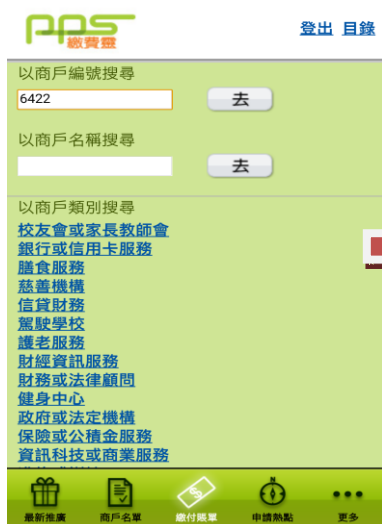 pps
繳費靈
登出 目錄
以商戶編號搜尋
6422
去
以商戶名稱搜尋
去
以商戶類別搜尋
校友會或家長教師會
銀行或信用卡服務
膳食服務
慈善機構
信貸財務
駕駛學校
護老服務
財經資訊服務
財務或法律顧問
健身中心
政府或法定機構
保險或公積金服務
資訊科技或商業服務
最新推廣 商戶名單 繳付賬單 申請熱點 更多